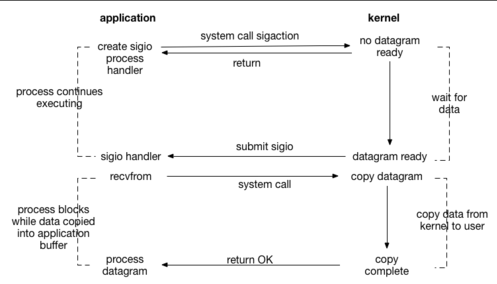 application
kernel
system call sigaction
create sigio
process
handler
no datagram
ready
return
process continues
executing
wait for
data
submit sigio
sigio handler
datagram ready
recvfrom
copy datagram
system call
process blocks
while data copied
into application
buffer
copy data from
kernel to user
process
datagram
return OK
copy
complete